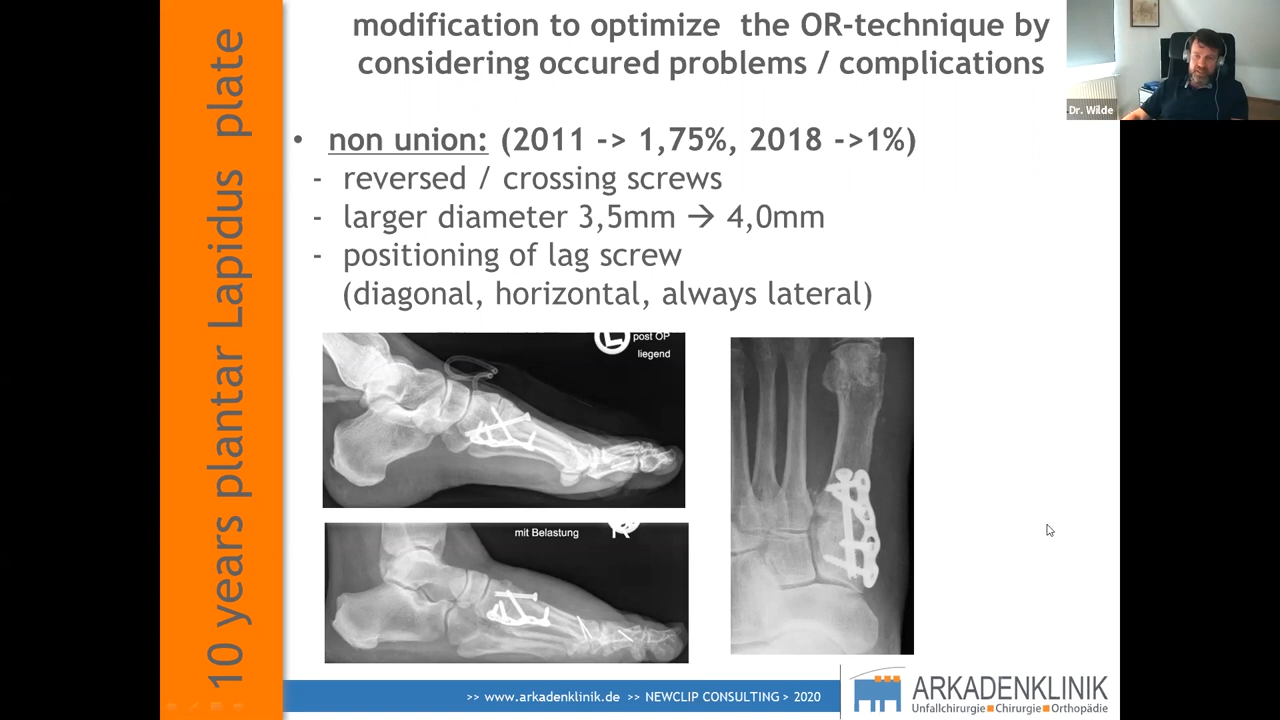 10 years plantar Lapidus plate
modification to optimize the OR-technique by
considering occured problems / complications
Dr. Wilde
• non union: (2011 -> 1,75%, 2018 ->1%)
- reversed / crossing screws
- larger diameter 3,5mm → 4,0mm
- positioning of lag screw
(diagonal, horizontal, always lateral)
L
post OP
liegend
mit Belastung
R
>> www.arkadenklinik.de >> NEWCLIP CONSULTING > 2020
ARKADENKLINIK
Unfallchirurgie ■ Chirurgie ■ Orthopädie